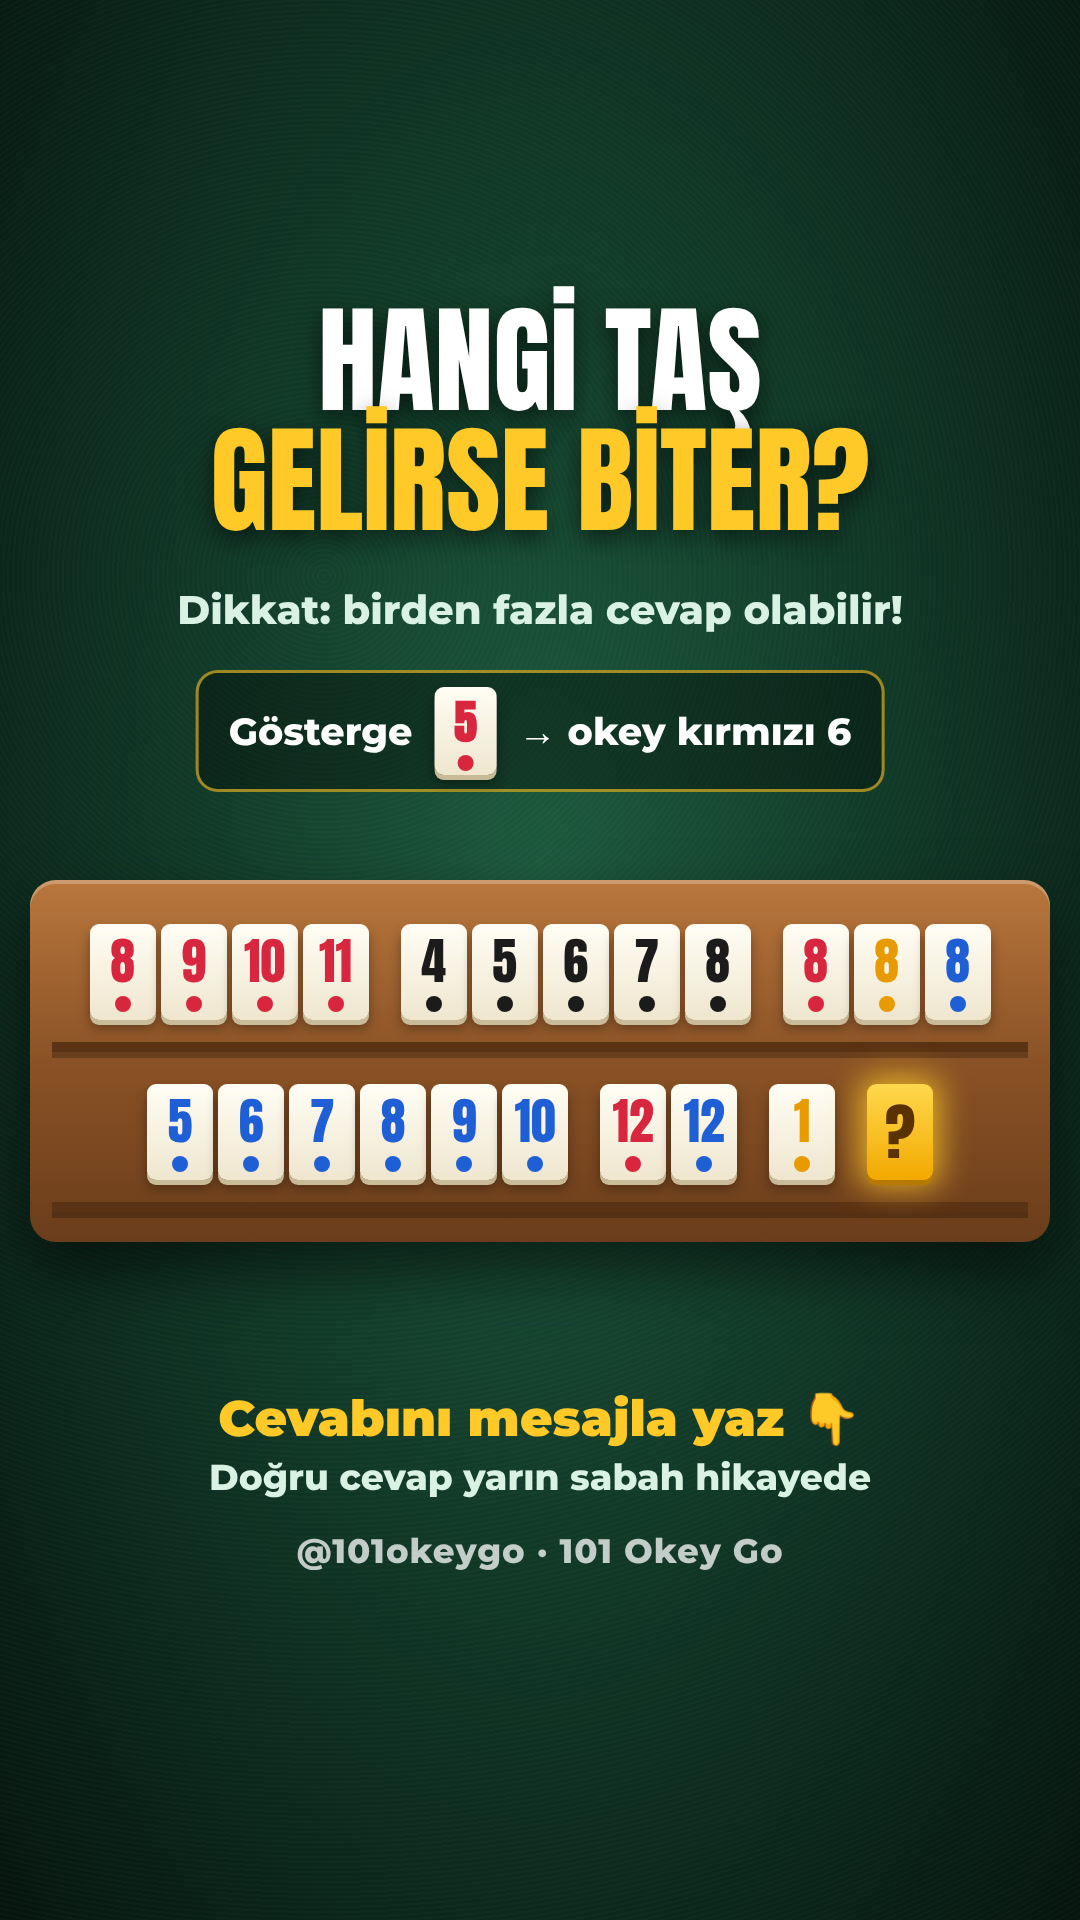 HANGİ TAŞ
GELİRSE BİTER?
Dikkat: birden fazla cevap olabilir!
Gösterge 5 → okey kırmızı 6
8 9 10 11 4 5 6 7 8 8 8 8
5 6 7 8 9 10 12 12 1 ?
Cevabını mesajla yaz 👇
Doğru cevap yarın sabah hikayede
@101okeygo · 101 Okey Go